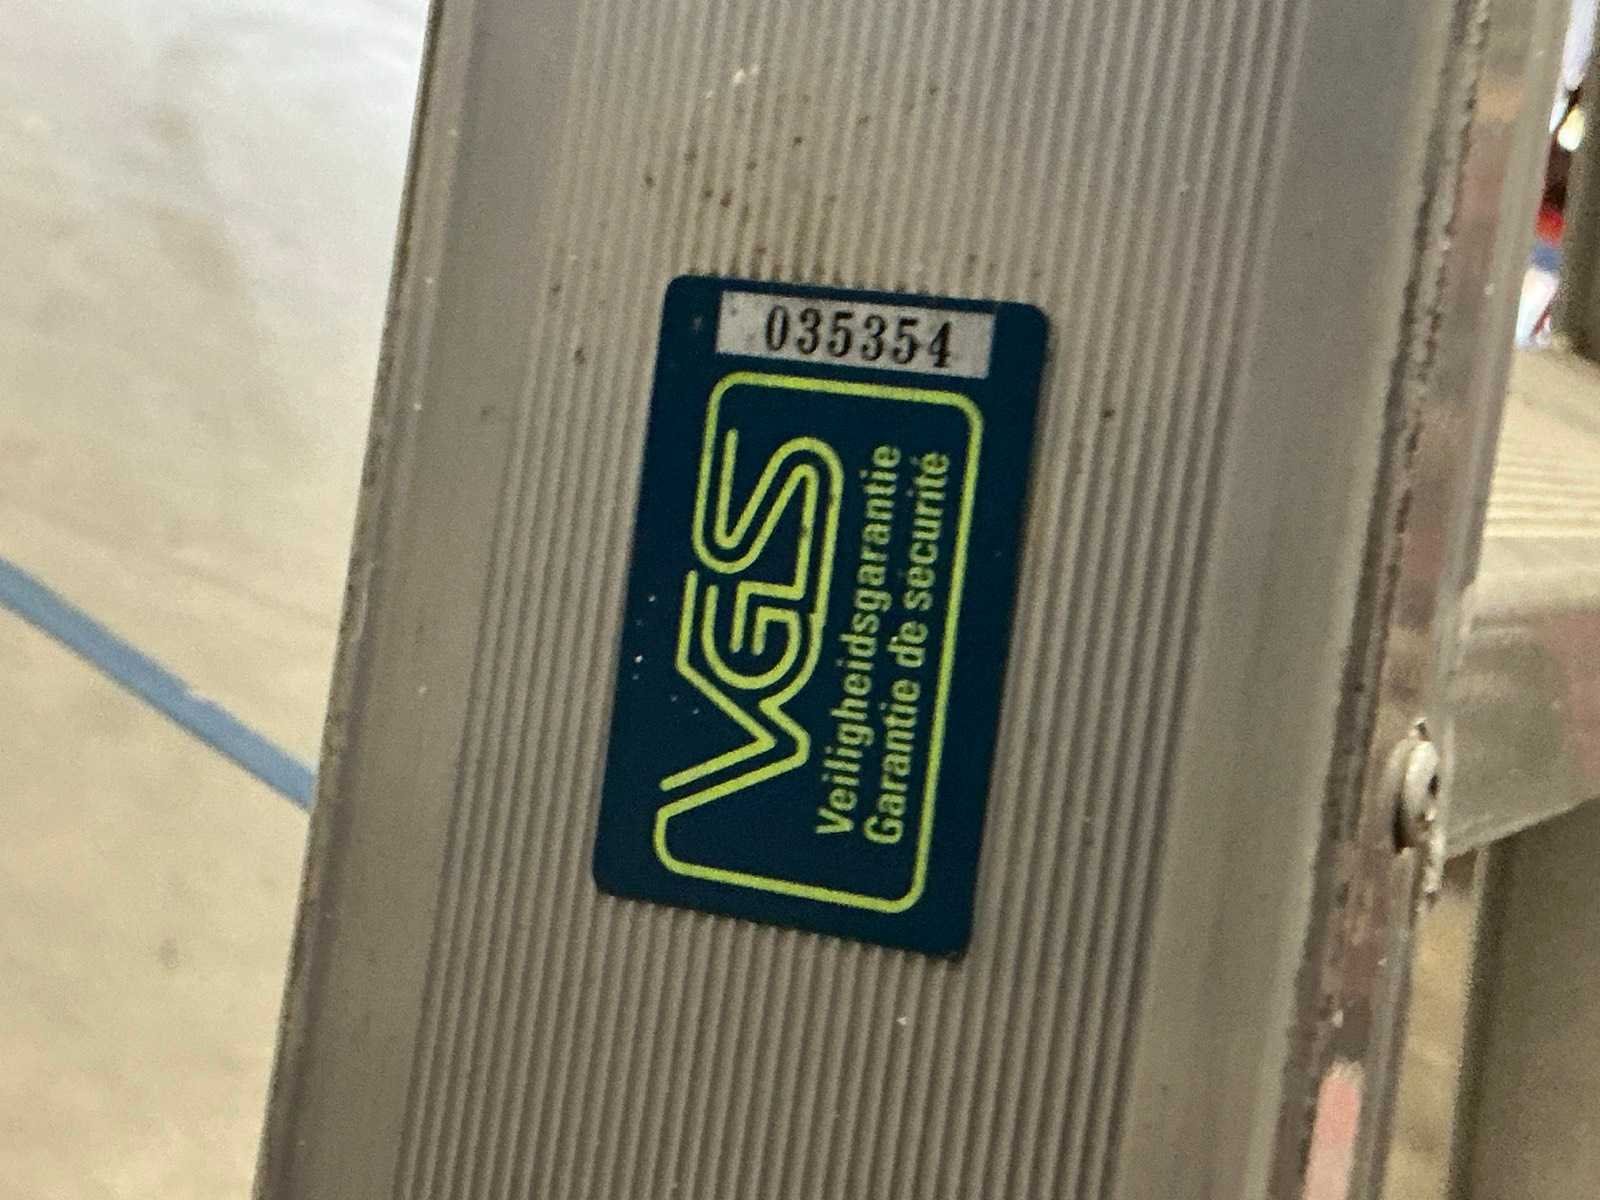 035354
VGS
Veiligheidsgarantie
Garantie de sécurité